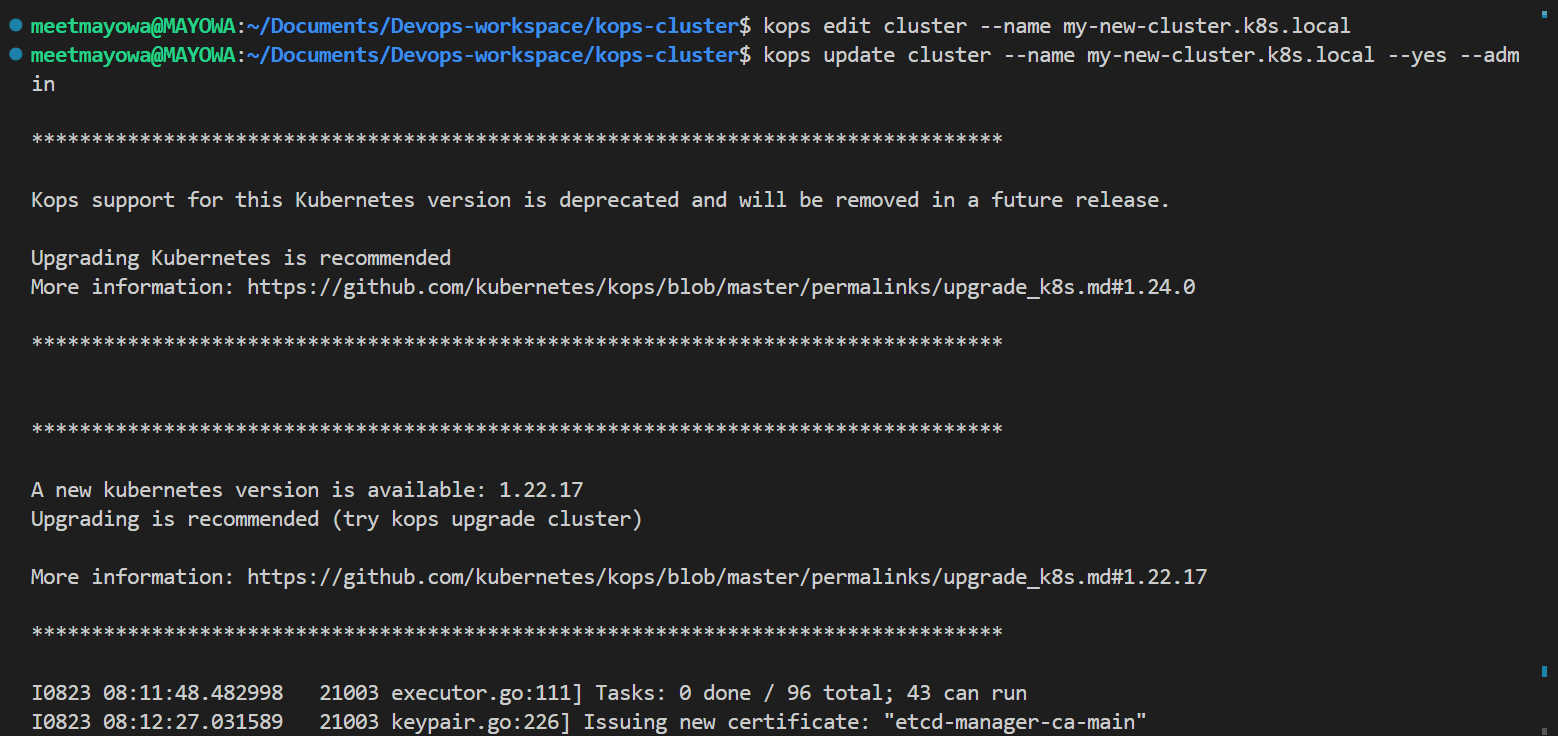 meetmayowa@MAYOWA:~/Documents/Devops-workspace/kops-cluster$ kops edit cluster --name my-new-cluster.k8s.local
meetmayowa@MAYOWA:~/Documents/Devops-workspace/kops-cluster$ kops update cluster --name my-new-cluster.k8s.local --yes --adm
in
*********************************************************************************
Kops support for this Kubernetes version is deprecated and will be removed in a future release.
Upgrading Kubernetes is recommended
More information: https://github.com/kubernetes/kops/blob/master/permalinks/upgrade_k8s.md#1.24.0
*********************************************************************************
*********************************************************************************
A new kubernetes version is available: 1.22.17
Upgrading is recommended (try kops upgrade cluster)
More information: https://github.com/kubernetes/kops/blob/master/permalinks/upgrade_k8s.md#1.22.17
*********************************************************************************
I0823 08:11:48.482998   21003 executor.go:111] Tasks: 0 done / 96 total; 43 can run
I0823 08:12:27.031589   21003 keypair.go:226] Issuing new certificate: "etcd-manager-ca-main"